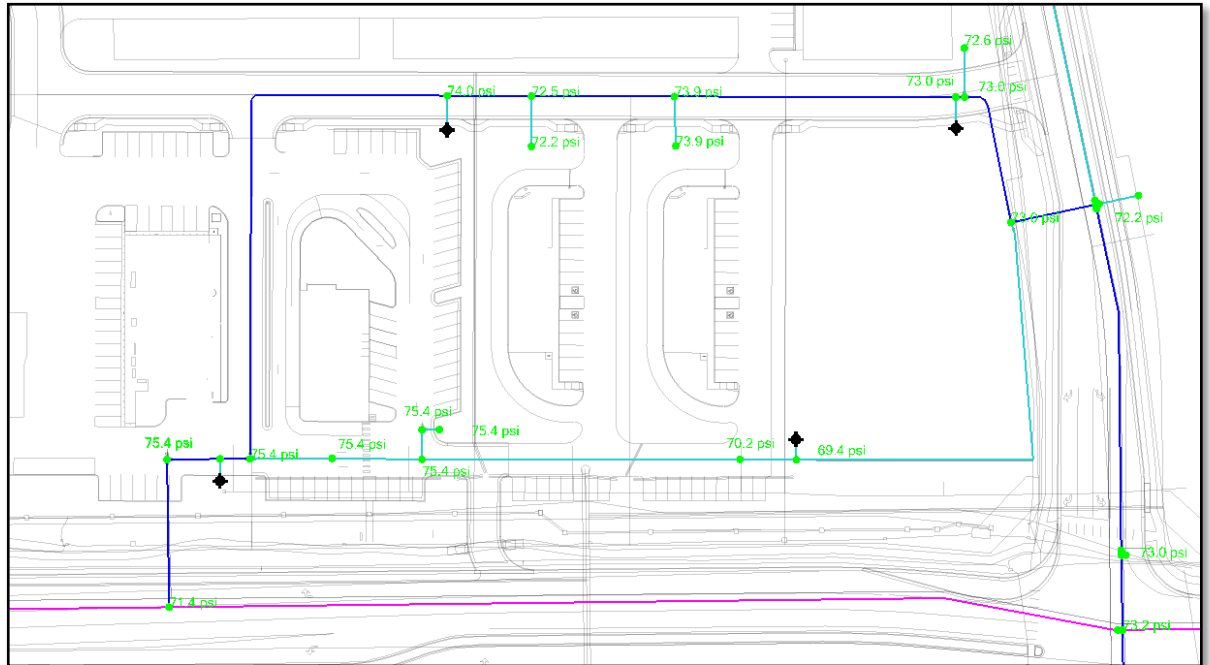 72.6 psi
73.0 psi
73.0 psi
74.0 psi
72.5 psi
73.9 psi
72.2 psi
73.9 psi
73.0 psi
72.2 psi
75.4 psi
75.4 psi
75.4 psi
75.4 psi
75.4 psi
75.4 psi
70.2 psi
69.4 psi
73.0 psi
71.4 psi
73.2 psi
D